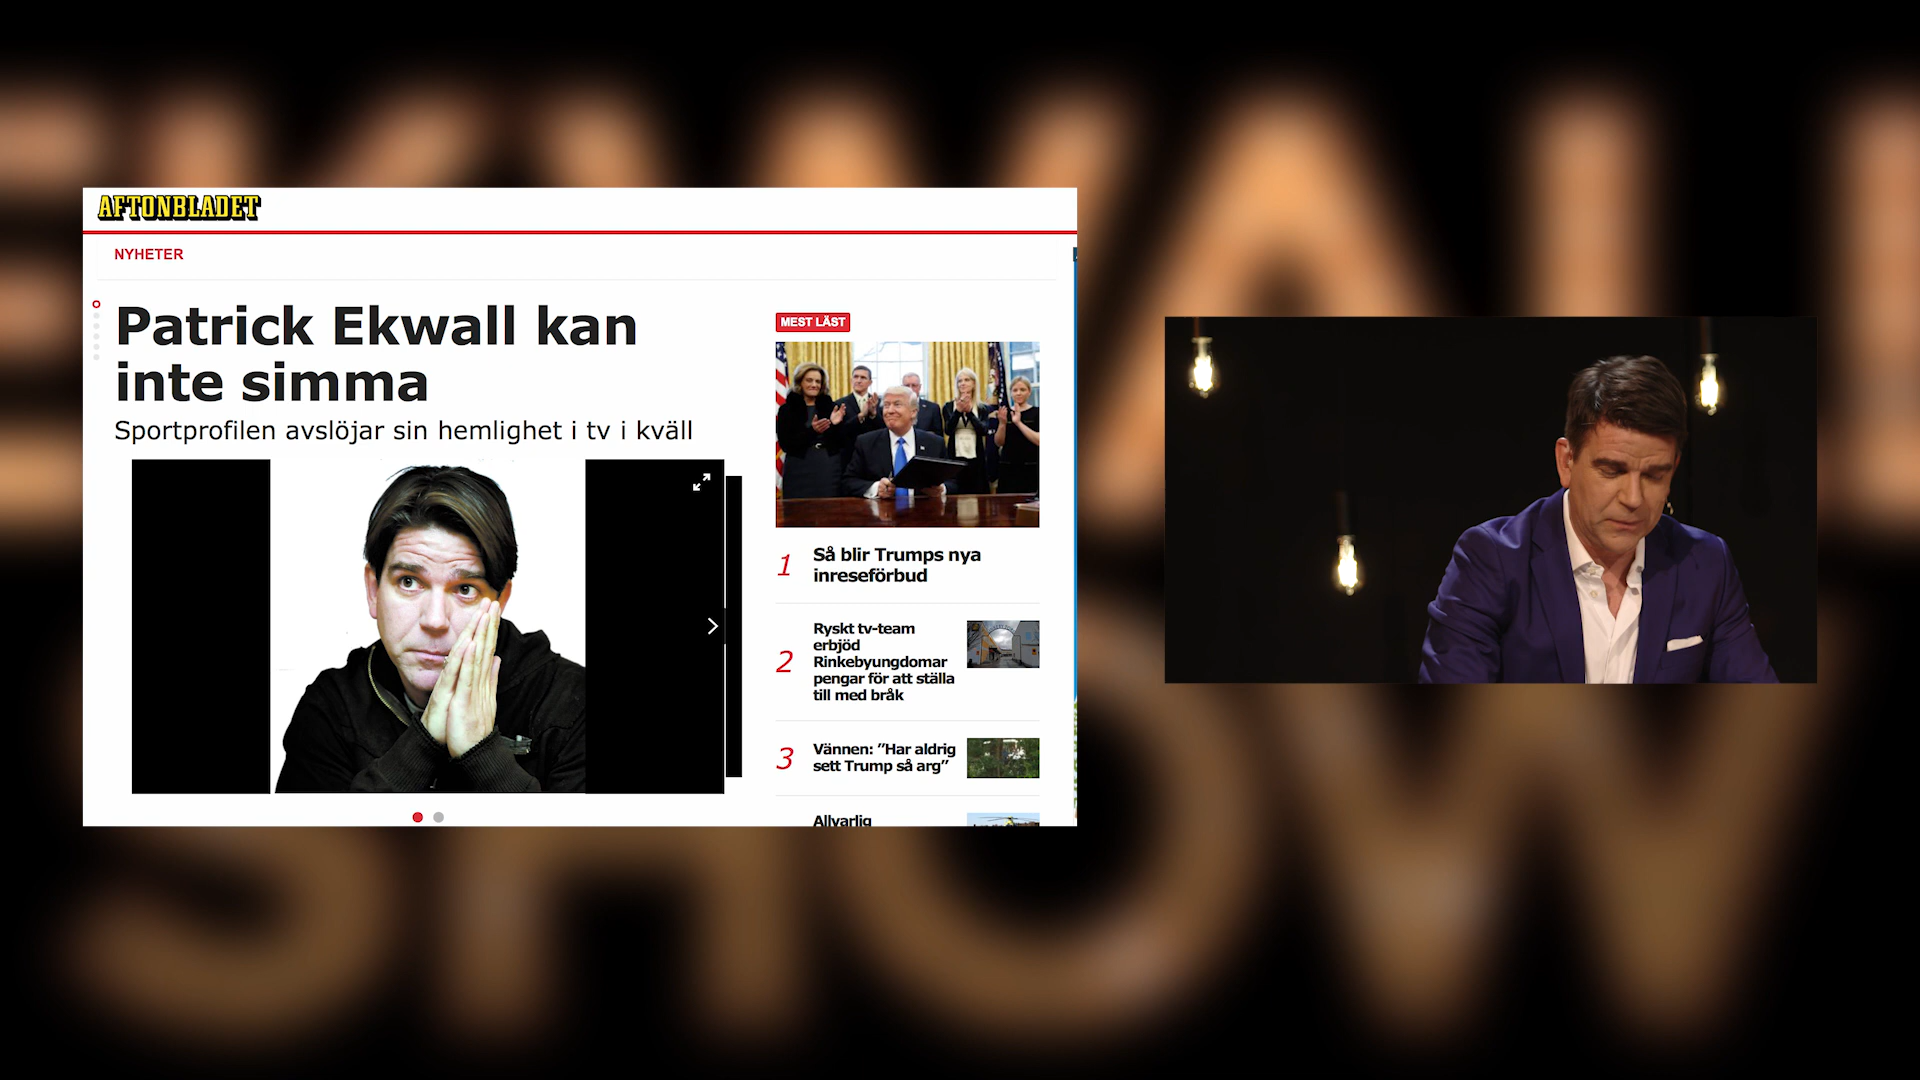 EKWALL
SHOW
AFTONBLADET
NYHETER
Patrick Ekwall kan
inte simma
Sportprofilen avslöjar sin hemlighet i tv i kväll
MEST LÄST
1
Så blir Trumps nya
inreseförbud
2
Ryskt tv-team
erbjöd
Rinkebyungdomar
pengar för att ställa
till med bråk
3
Vännen: ”Har aldrig
sett Trump så arg”
Allvarlig